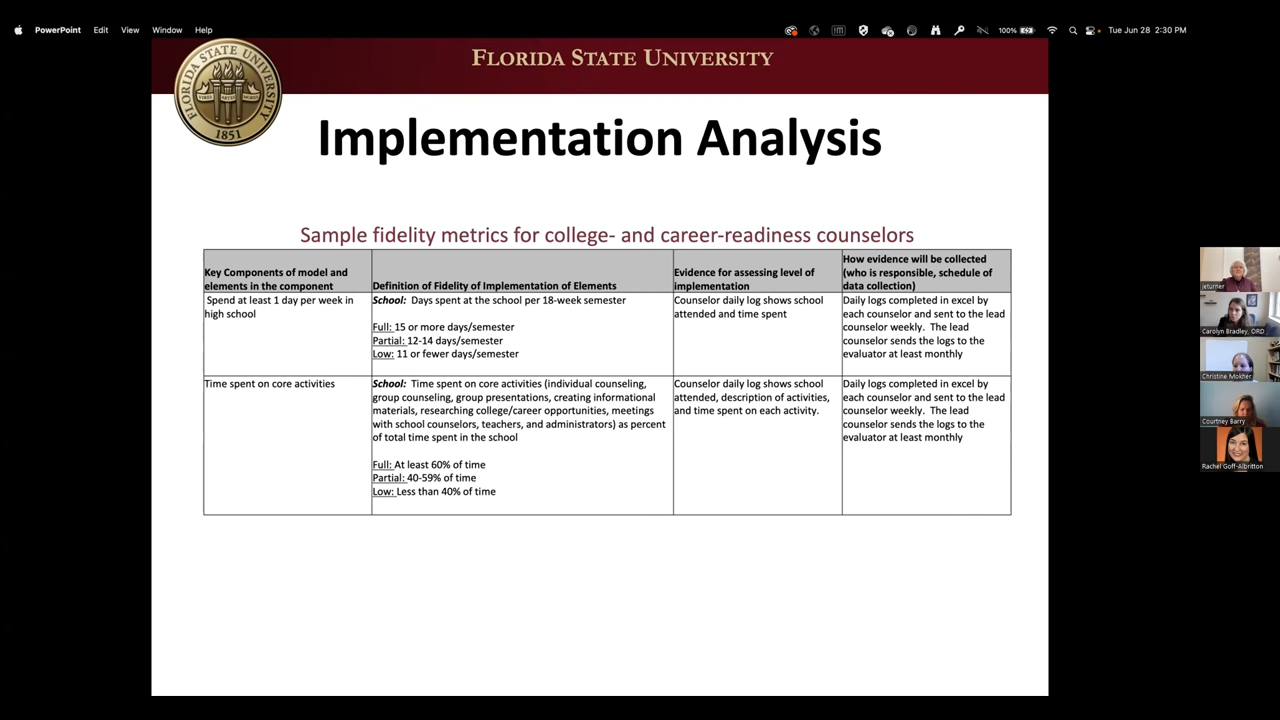 PowerPoint Edit View Window Help
100% Tue Jun 28 2:30 PM
FLORIDA STATE UNIVERSITY
FLORIDA STATE UNIVERSITY
VIRES ARTES MORES
1851
Implementation Analysis
Sample fidelity metrics for college- and career-readiness counselors
Key Components of model and
elements in the component
Definition of Fidelity of Implementation of Elements
Evidence for assessing level of
implementation
How evidence will be collected
(who is responsible, schedule of
data collection)
Spend at least 1 day per week in
high school
School: Days spent at the school per 18-week semester
Full: 15 or more days/semester
Partial: 12-14 days/semester
Low: 11 or fewer days/semester
Counselor daily log shows school
attended and time spent
Daily logs completed in excel by
each counselor and sent to the lead
counselor weekly. The lead
counselor sends the logs to the
evaluator at least monthly
Time spent on core activities
School: Time spent on core activities (individual counseling,
group counseling, group presentations, creating informational
materials, researching college/career opportunities, meetings
with school counselors, teachers, and administrators) as percent
of total time spent in the school
Full: At least 60% of time
Partial: 40-59% of time
Low: Less than 40% of time
Counselor daily log shows school
attended, description of activities,
and time spent on each activity.
Daily logs completed in excel by
each counselor and sent to the lead
counselor weekly. The lead
counselor sends the logs to the
evaluator at least monthly
jeturner
Carolyn Bradley, ORD
Christine Mokher
Courtney Barry
Rachel Goff-Albritton